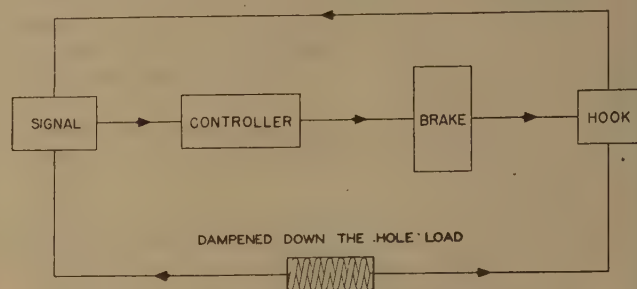 SIGNAL
CONTROLLER
BRAKE
HOOK
DAMPENED DOWN THE .HOLE' LOAD